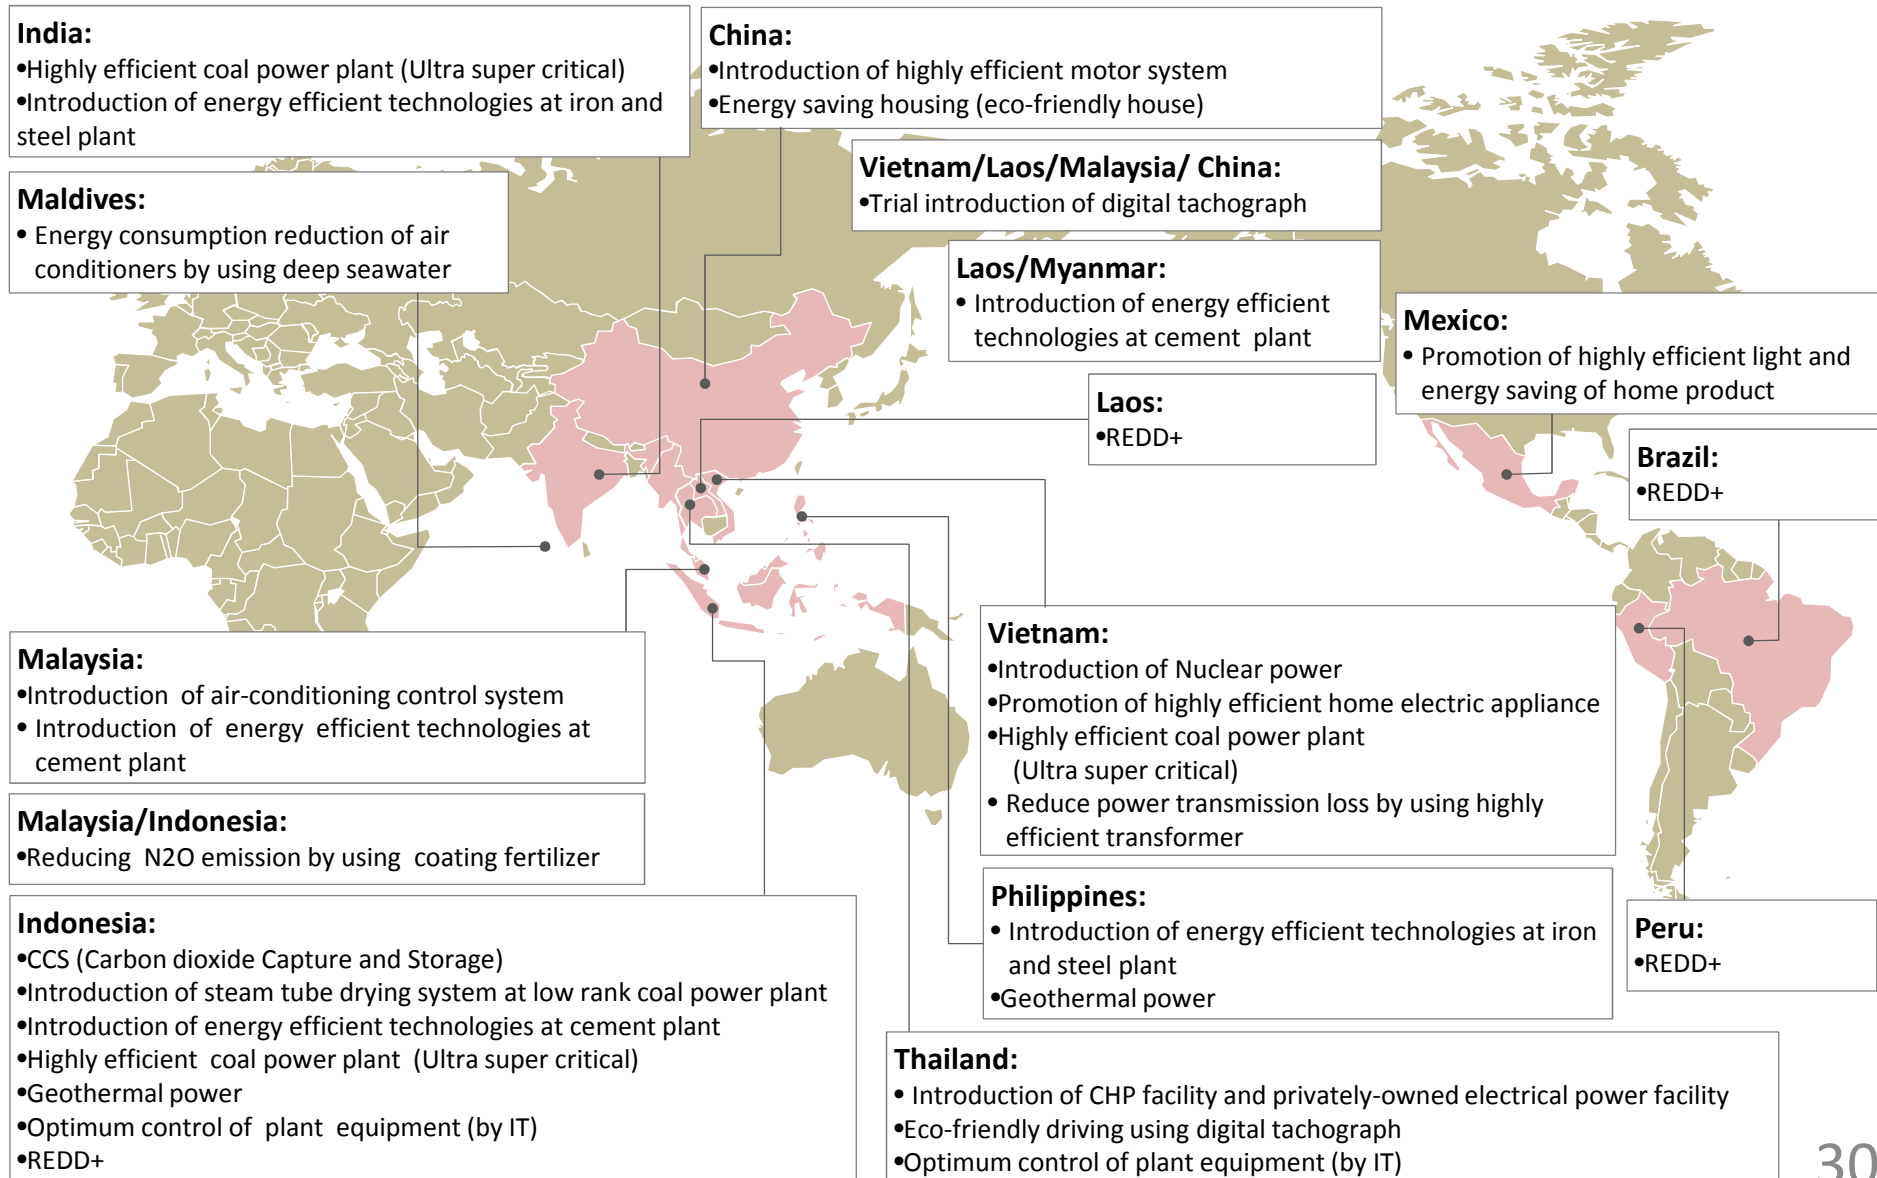 India:
•Highly efficient coal power plant (Ultra super critical)
•Introduction of energy efficient technologies at iron and
steel plant
China:
•Introduction of highly efficient motor system
•Energy saving housing (eco-friendly house)
Vietnam/Laos/Malaysia/ China:
•Trial introduction of digital tachograph
Maldives:
• Energy consumption reduction of air
conditioners by using deep seawater
Laos/Myanmar:
• Introduction of energy efficient
technologies at cement plant
Mexico:
• Promotion of highly efficient light and
energy saving of home product
Laos:
•REDD+
Brazil:
•REDD+
Malaysia:
•Introduction of air-conditioning control system
• Introduction of energy efficient technologies at
cement plant
Vietnam:
•Introduction of Nuclear power
•Promotion of highly efficient home electric appliance
•Highly efficient coal power plant
(Ultra super critical)
• Reduce power transmission loss by using highly
efficient transformer
Malaysia/Indonesia:
•Reducing N2O emission by using coating fertilizer
Philippines:
• Introduction of energy efficient technologies at iron
and steel plant
•Geothermal power
Peru:
•REDD+
Indonesia:
•CCS (Carbon dioxide Capture and Storage)
•Introduction of steam tube drying system at low rank coal power plant
•Introduction of energy efficient technologies at cement plant
•Highly efficient coal power plant (Ultra super critical)
•Geothermal power
•Optimum control of plant equipment (by IT)
•REDD+
Thailand:
• Introduction of CHP facility and privately-owned electrical power facility
•Eco-friendly driving using digital tachograph
•Optimum control of plant equipment (by IT)
30